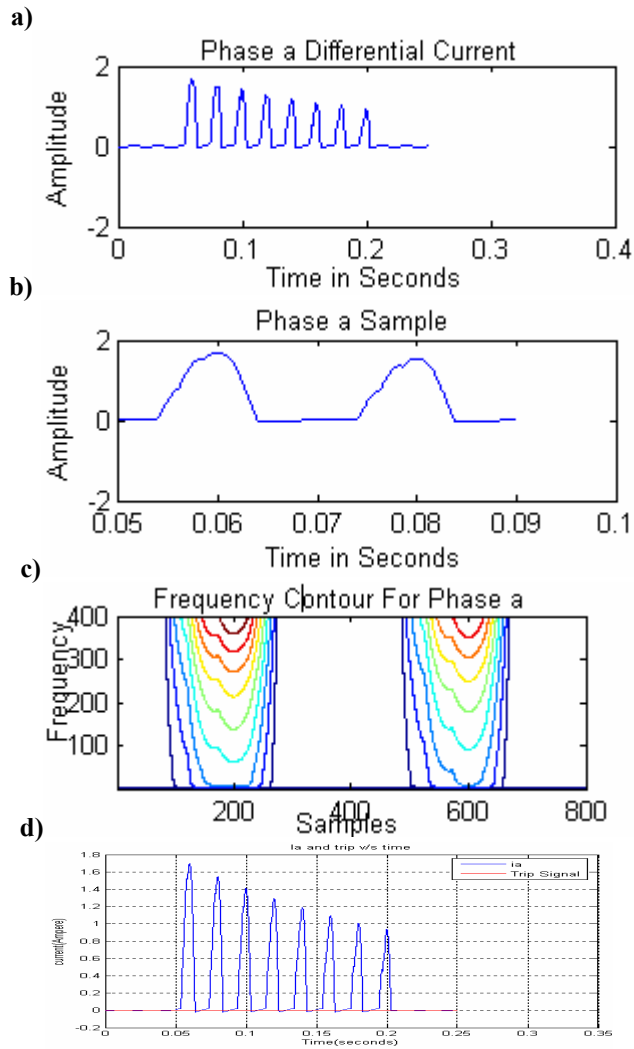 a)
Phase a Differential Current
2
0
-2
Amplitude
0 0.1 0.2 0.3 0.4
Time in Seconds
b)
Phase a Sample
2
0
-2
Amplitude
0.05 0.06 0.07 0.08 0.09 0.1
Time in Seconds
c)
Frequency Contour For Phase a
400
300
200
100
Frequency
200 400 600 800
Samples
d)
Ia and trip v/s time
1.8
1.6
1.4
1.2
1
0.8
0.6
0.4
0.2
0
-0.2
current(Ampere)
ia
Trip Signal
0 0.05 0.1 0.15 0.2 0.25 0.3 0.35
Time(seconds)